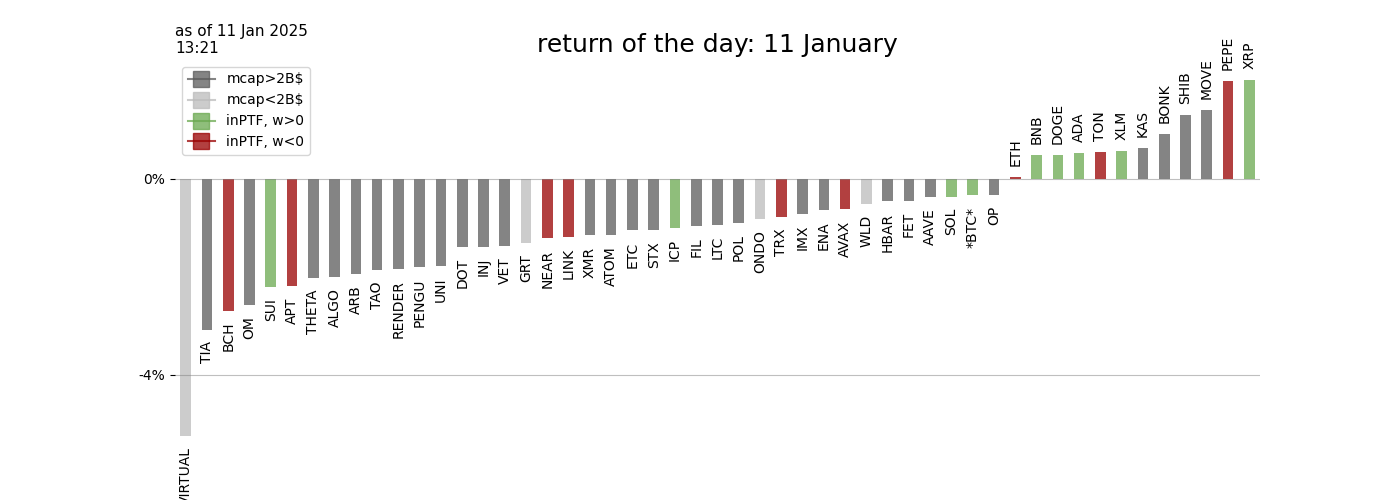 as of 11 Jan 2025
13:21
return of the day: 11 January
mcap>2B$
mcap<2B$
inPTF, w>0
inPTF, w<0
0%
-4%
VIRTUAL
TIA
BCH
OM
SUI
APT
THETA
ALGO
ARB
TAO
RENDER
PENGU
UNI
DOT
INJ
VET
GRT
NEAR
LINK
XMR
ATOM
ETC
STX
ICP
FIL
LTC
POL
ONDO
TRX
IMX
ENA
AVAX
WLD
HBAR
FET
AAVE
SOL
*BTC*
OP
ETH
BNB
DOGE
ADA
TON
XLM
KAS
BONK
SHIB
MOVE
PEPE
XRP